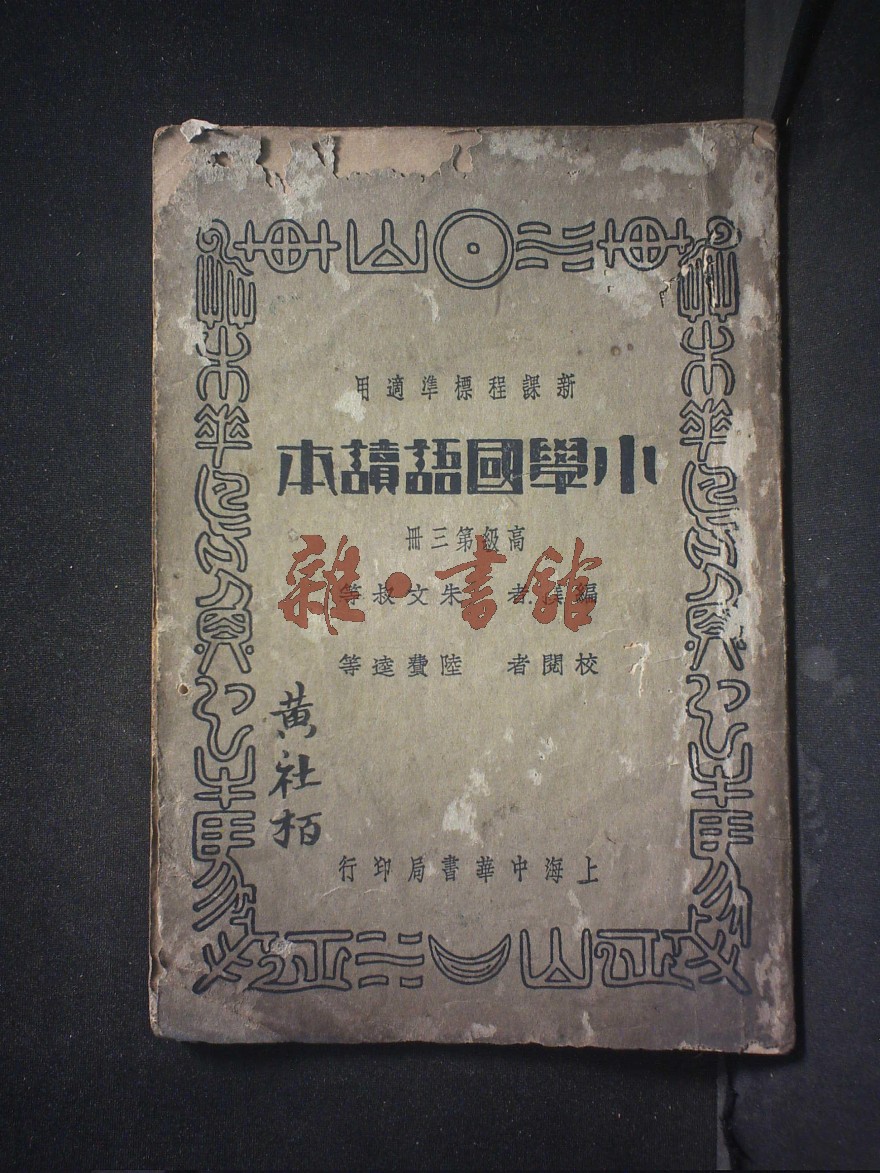 新課程標準適用
小學國語讀本
高級第三冊
編撰者 朱文叔等
校閱者 陸費逵等
黃社栢
上海中華書局印行
雜·書館